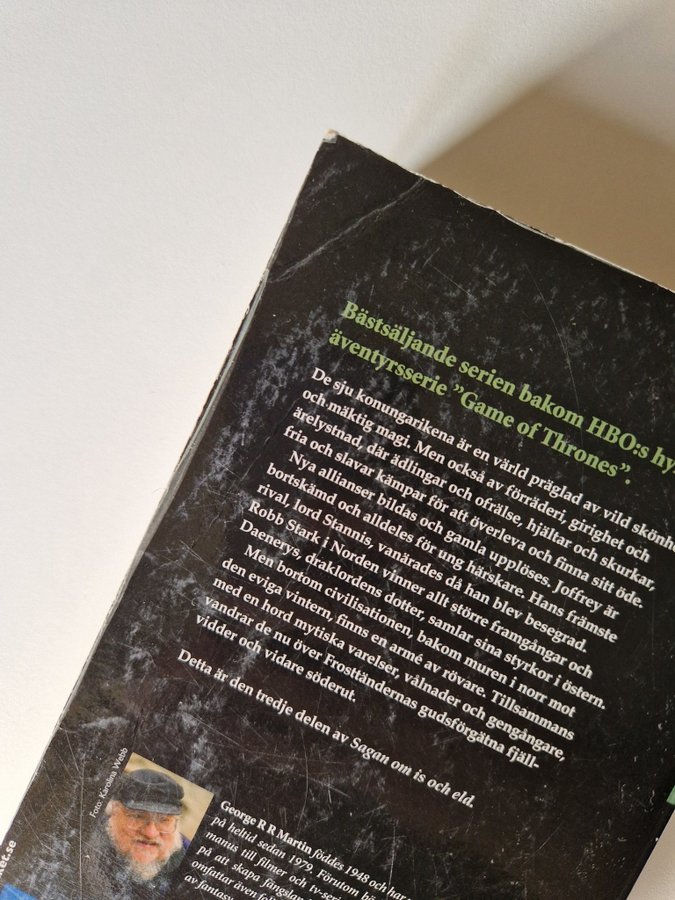 Bästsäljande serien bakom HBO:s
äventyrsserie ”Game of Thrones”.
De sju konungarikena är en värld präglad av vild
och mäktig magi. Men också av förräderi, girighet och
ärelystnad, där ädlingar och ofrälse, hjältar och skurkar,
fria och slavar kämpar för att överleva och finna sitt öde.
Nya allianser bildas och gamla upplöses. Joffrey är
bortskämd och alldeles för ung härskare. Hans främste
rival, lord Stannis, vanärades då han blev besegrad.
Robb Stark i Norden vinner allt större framgångar och
Daenerys, draklordens dotter, samlar sina styrkor i östern.
Men bortom civilisationen, bakom muren i norr mot
den eviga vintern, finns en armé av rövare. Tillsammans
med en hord mytiska varelser, vålnader och gengångare,
vandrar de nu över Frosttändernas gudsförgätna fjäll-
vidder och vidare söderut.
Detta är den tredje delen av Sagan om is och eld.
Foto: Karolina Webb
George R R Martin föddes 1948 och har
på heltid sedan 1979. Förutom
manus till filmer och
på att skapa
omfattar även
av